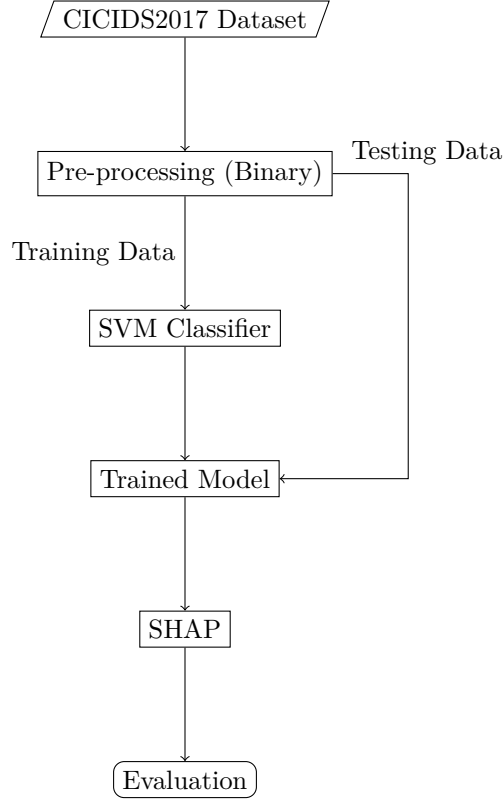 CICIDS2017 Dataset
Pre-processing (Binary)
Testing Data
Training Data
SVM Classifier
Trained Model
SHAP
Evaluation